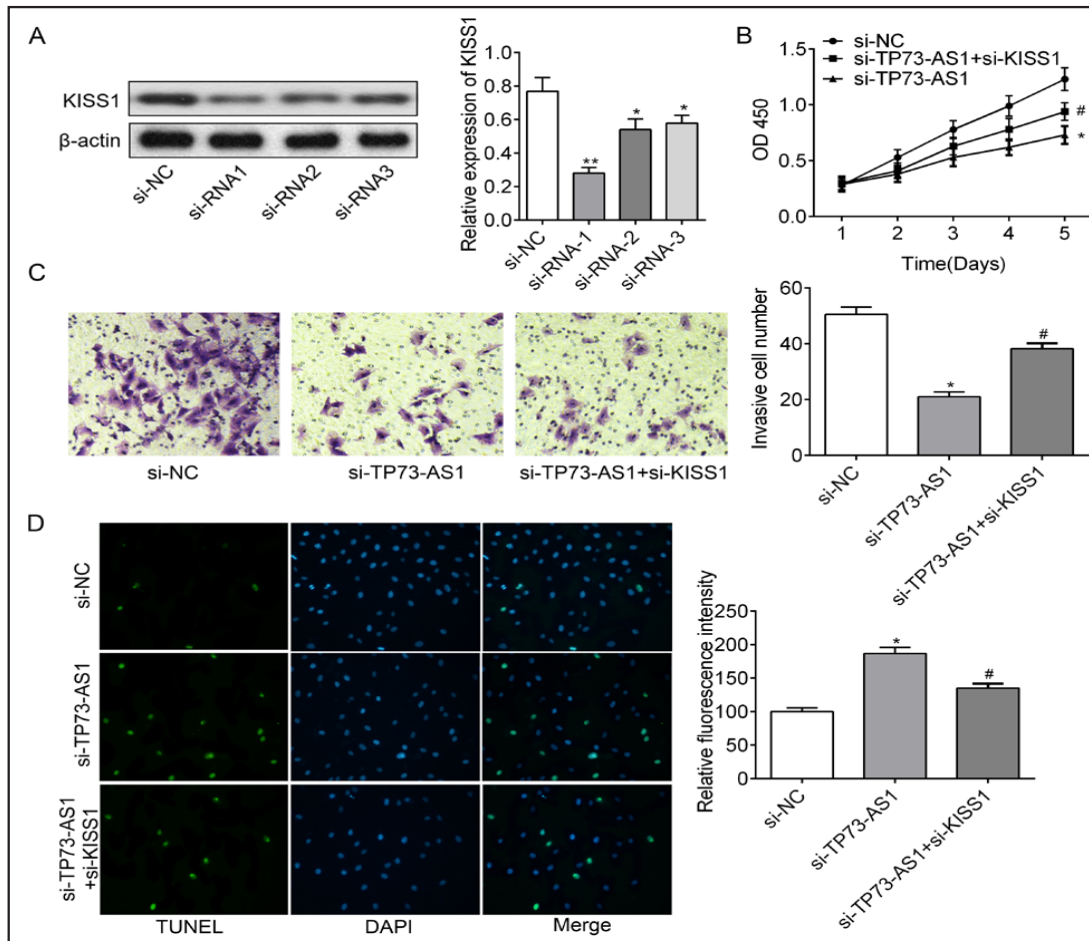 A
KISS1
β-actin
si-NC
si-RNA1
si-RNA2
si-RNA3
Relative expression of KISS1
1.0
0.8
0.6
0.4
0.2
0.0
**
*
*
si-NC
si-RNA-1
si-RNA-2
si-RNA-3
B
si-NC
si-TP73-AS1+si-KISS1
si-TP73-AS1
OD 450
1.5
1.0
0.5
0.0
#
*
1 2 3 4 5
Time(Days)
C
si-NC
si-TP73-AS1
si-TP73-AS1+si-KISS1
Invasive cell number
60
40
20
0
*
#
si-NC
si-TP73-AS1
si-TP73-AS1+si-KISS1
D
si-NC
si-TP73-AS1
si-TP73-AS1
+si-KISS1
TUNEL
DAPI
Merge
Relative fluorescence intensity
250
200
150
100
50
0
*
#
si-NC
si-TP73-AS1
si-TP73-AS1+si-KISS1